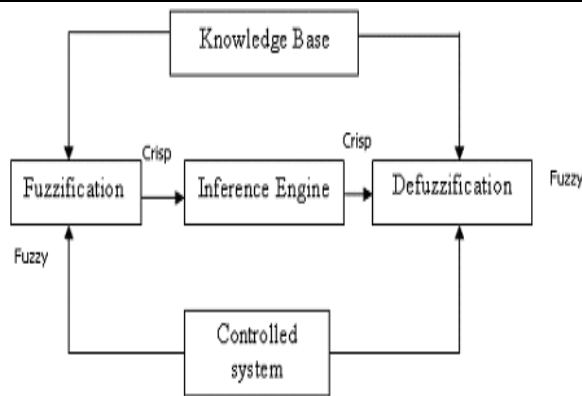 Knowledge Base
Crisp
Crisp
Fuzzification
Inference Engine
Defuzzification
Fuzzy
Fuzzy
Controlled
system